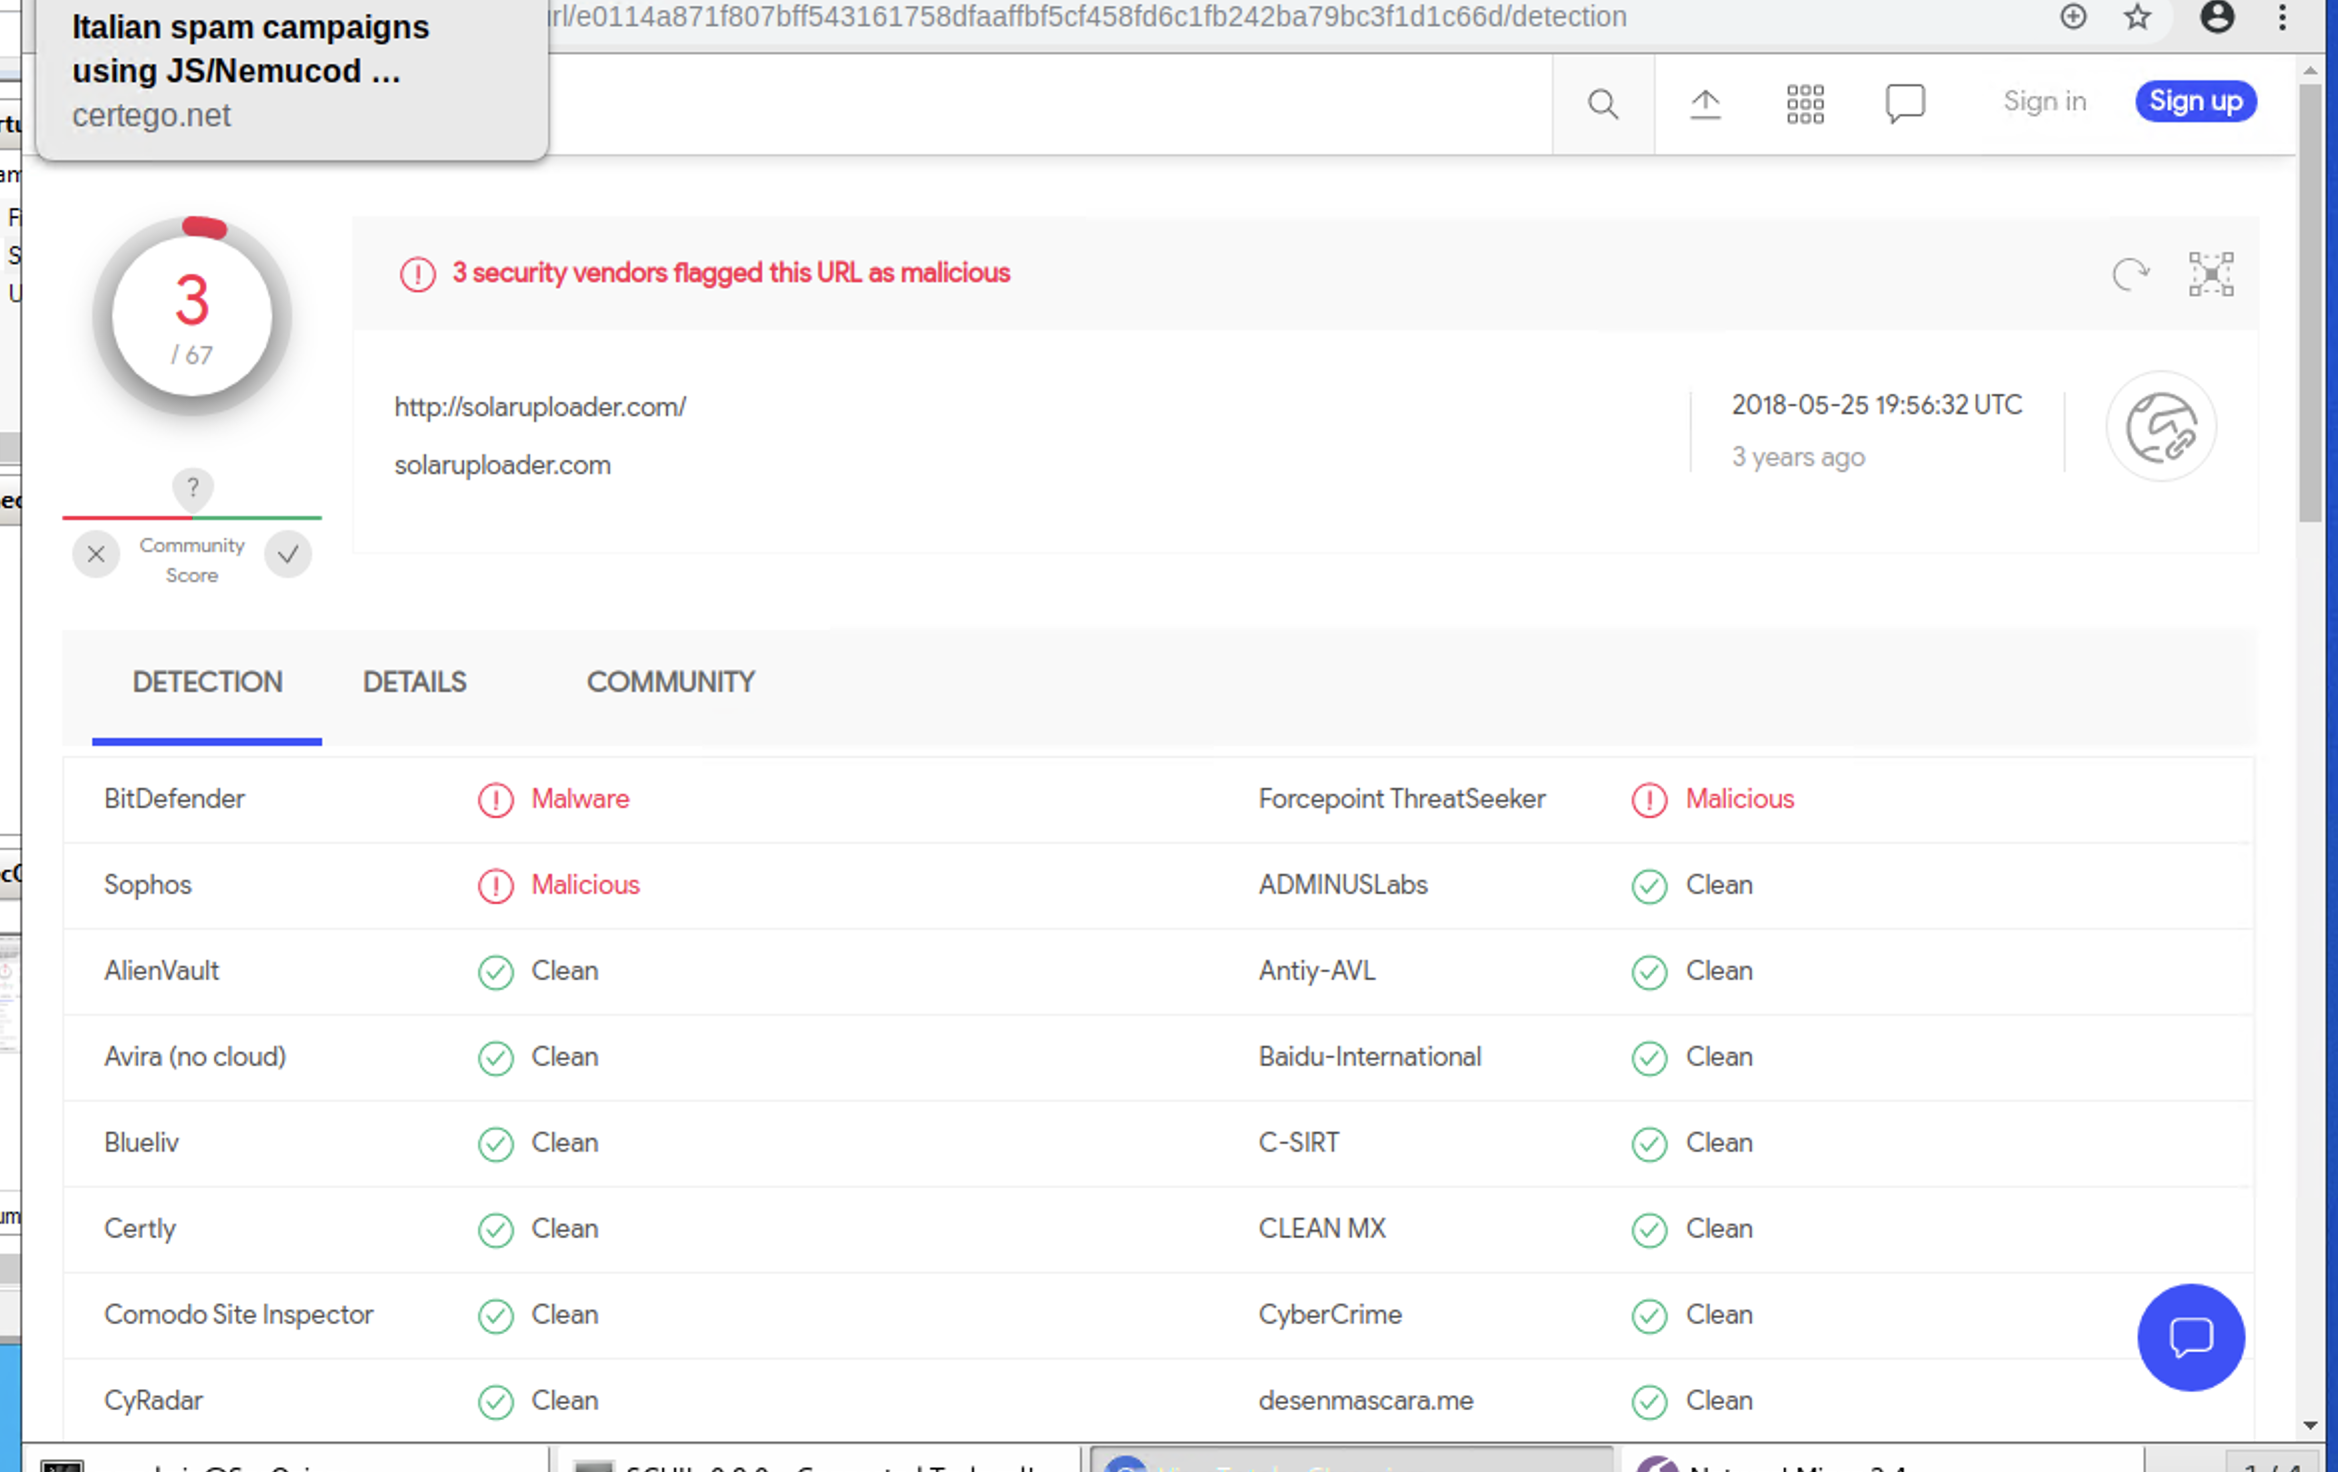 Italian spam campaigns
using JS/Nemucod ...
certego.net
rl/e0114a871f807bff543161758dfaaffbf5cf458fd6c1fb242ba79bc3f1d1c66d/detection
Sign in
Sign up
3
/ 67
3 security vendors flagged this URL as malicious
http://solaruploader.com/
solaruploader.com
2018-05-25 19:56:32 UTC
3 years ago
?
Community
Score
DETECTION DETAILS COMMUNITY
BitDefender Malware Forcepoint ThreatSeeker Malicious
Sophos Malicious ADMINUSLabs Clean
AlienVault Clean Antiy-AVL Clean
Avira (no cloud) Clean Baidu-International Clean
Blueliv Clean C-SIRT Clean
Certly Clean CLEAN MX Clean
Comodo Site Inspector Clean CyberCrime Clean
CyRadar Clean desenmascara.me Clean